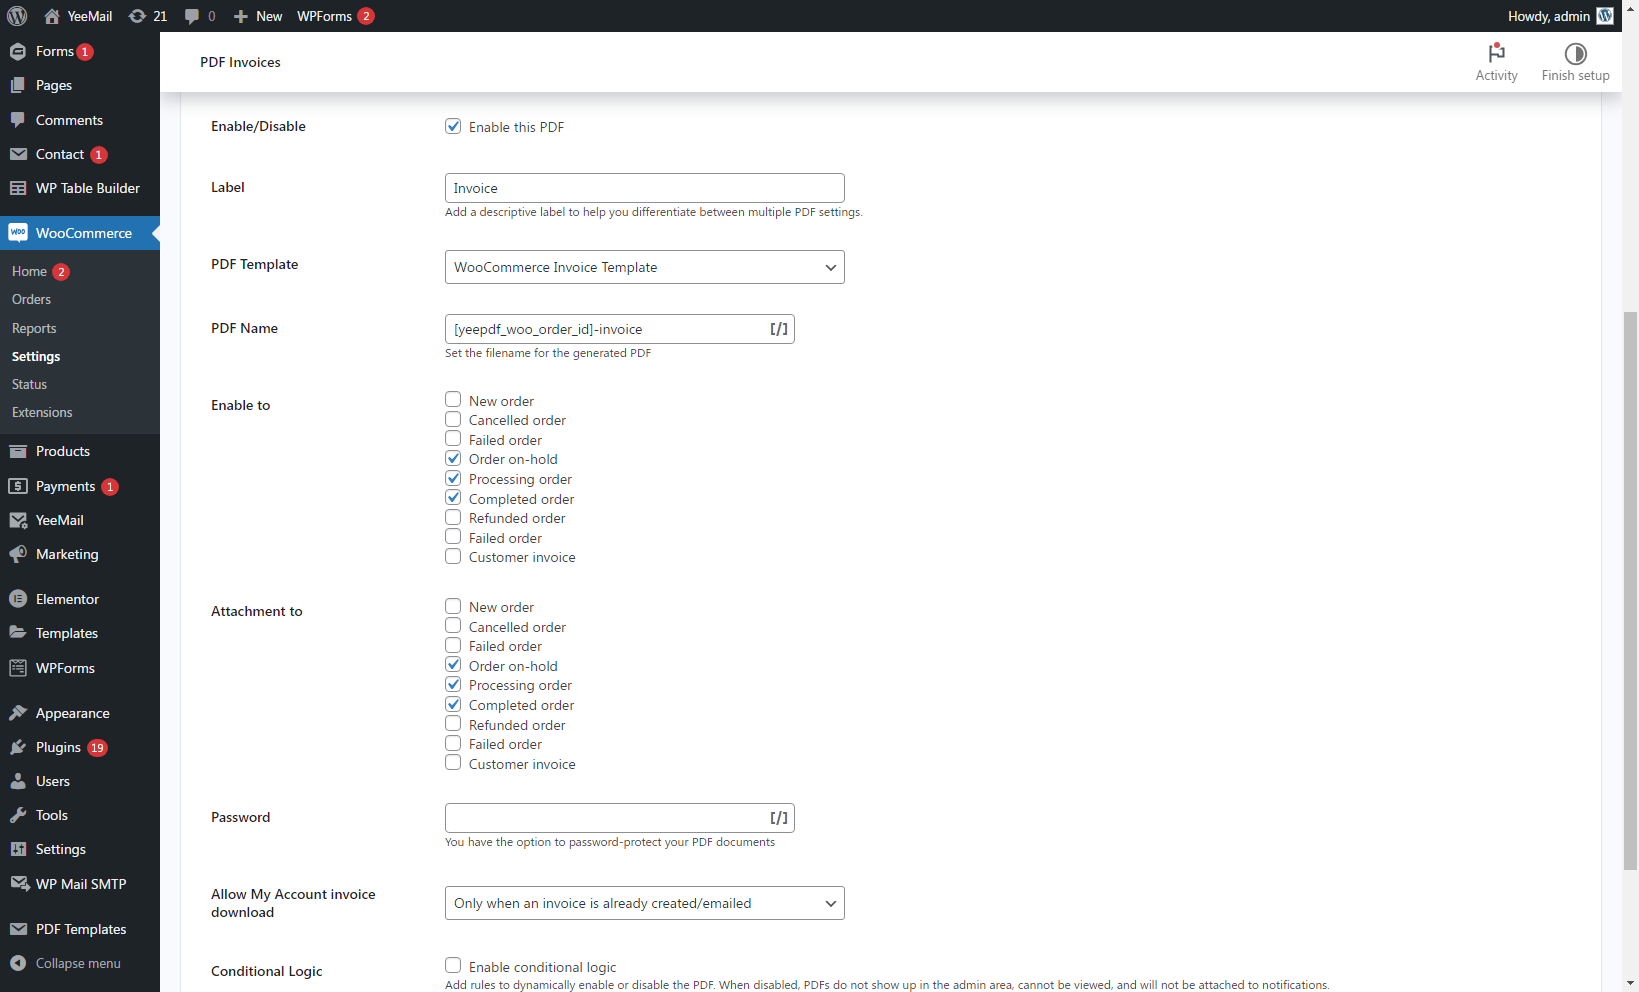 YeeMail
21
0
New
WPForms 2
Howdy, admin
Forms 1
Pages
Comments
Contact 1
WP Table Builder
WOO WooCommerce
Home 2
Orders
Reports
Settings
Status
Extensions
Products
Payments 1
YeeMail
Marketing
Elementor
Templates
WPForms
Appearance
Plugins 19
Users
Tools
Settings
WP Mail SMTP
PDF Templates
Collapse menu
PDF Invoices
Activity
Finish setup
Enable/Disable
Enable this PDF
Label
Invoice
Add a descriptive label to help you differentiate between multiple PDF settings.
PDF Template
WooCommerce Invoice Template
PDF Name
[yeepdf_woo_order_id]-invoice [/]
Set the filename for the generated PDF
Enable to
New order
Cancelled order
Failed order
Order on-hold
Processing order
Completed order
Refunded order
Failed order
Customer invoice
Attachment to
New order
Cancelled order
Failed order
Order on-hold
Processing order
Completed order
Refunded order
Failed order
Customer invoice
Password
[/]
You have the option to password-protect your PDF documents
Allow My Account invoice
download
Only when an invoice is already created/emailed
Conditional Logic
Enable conditional logic
Add rules to dynamically enable or disable the PDF. When disabled, PDFs do not show up in the admin area, cannot be viewed, and will not be attached to notifications.